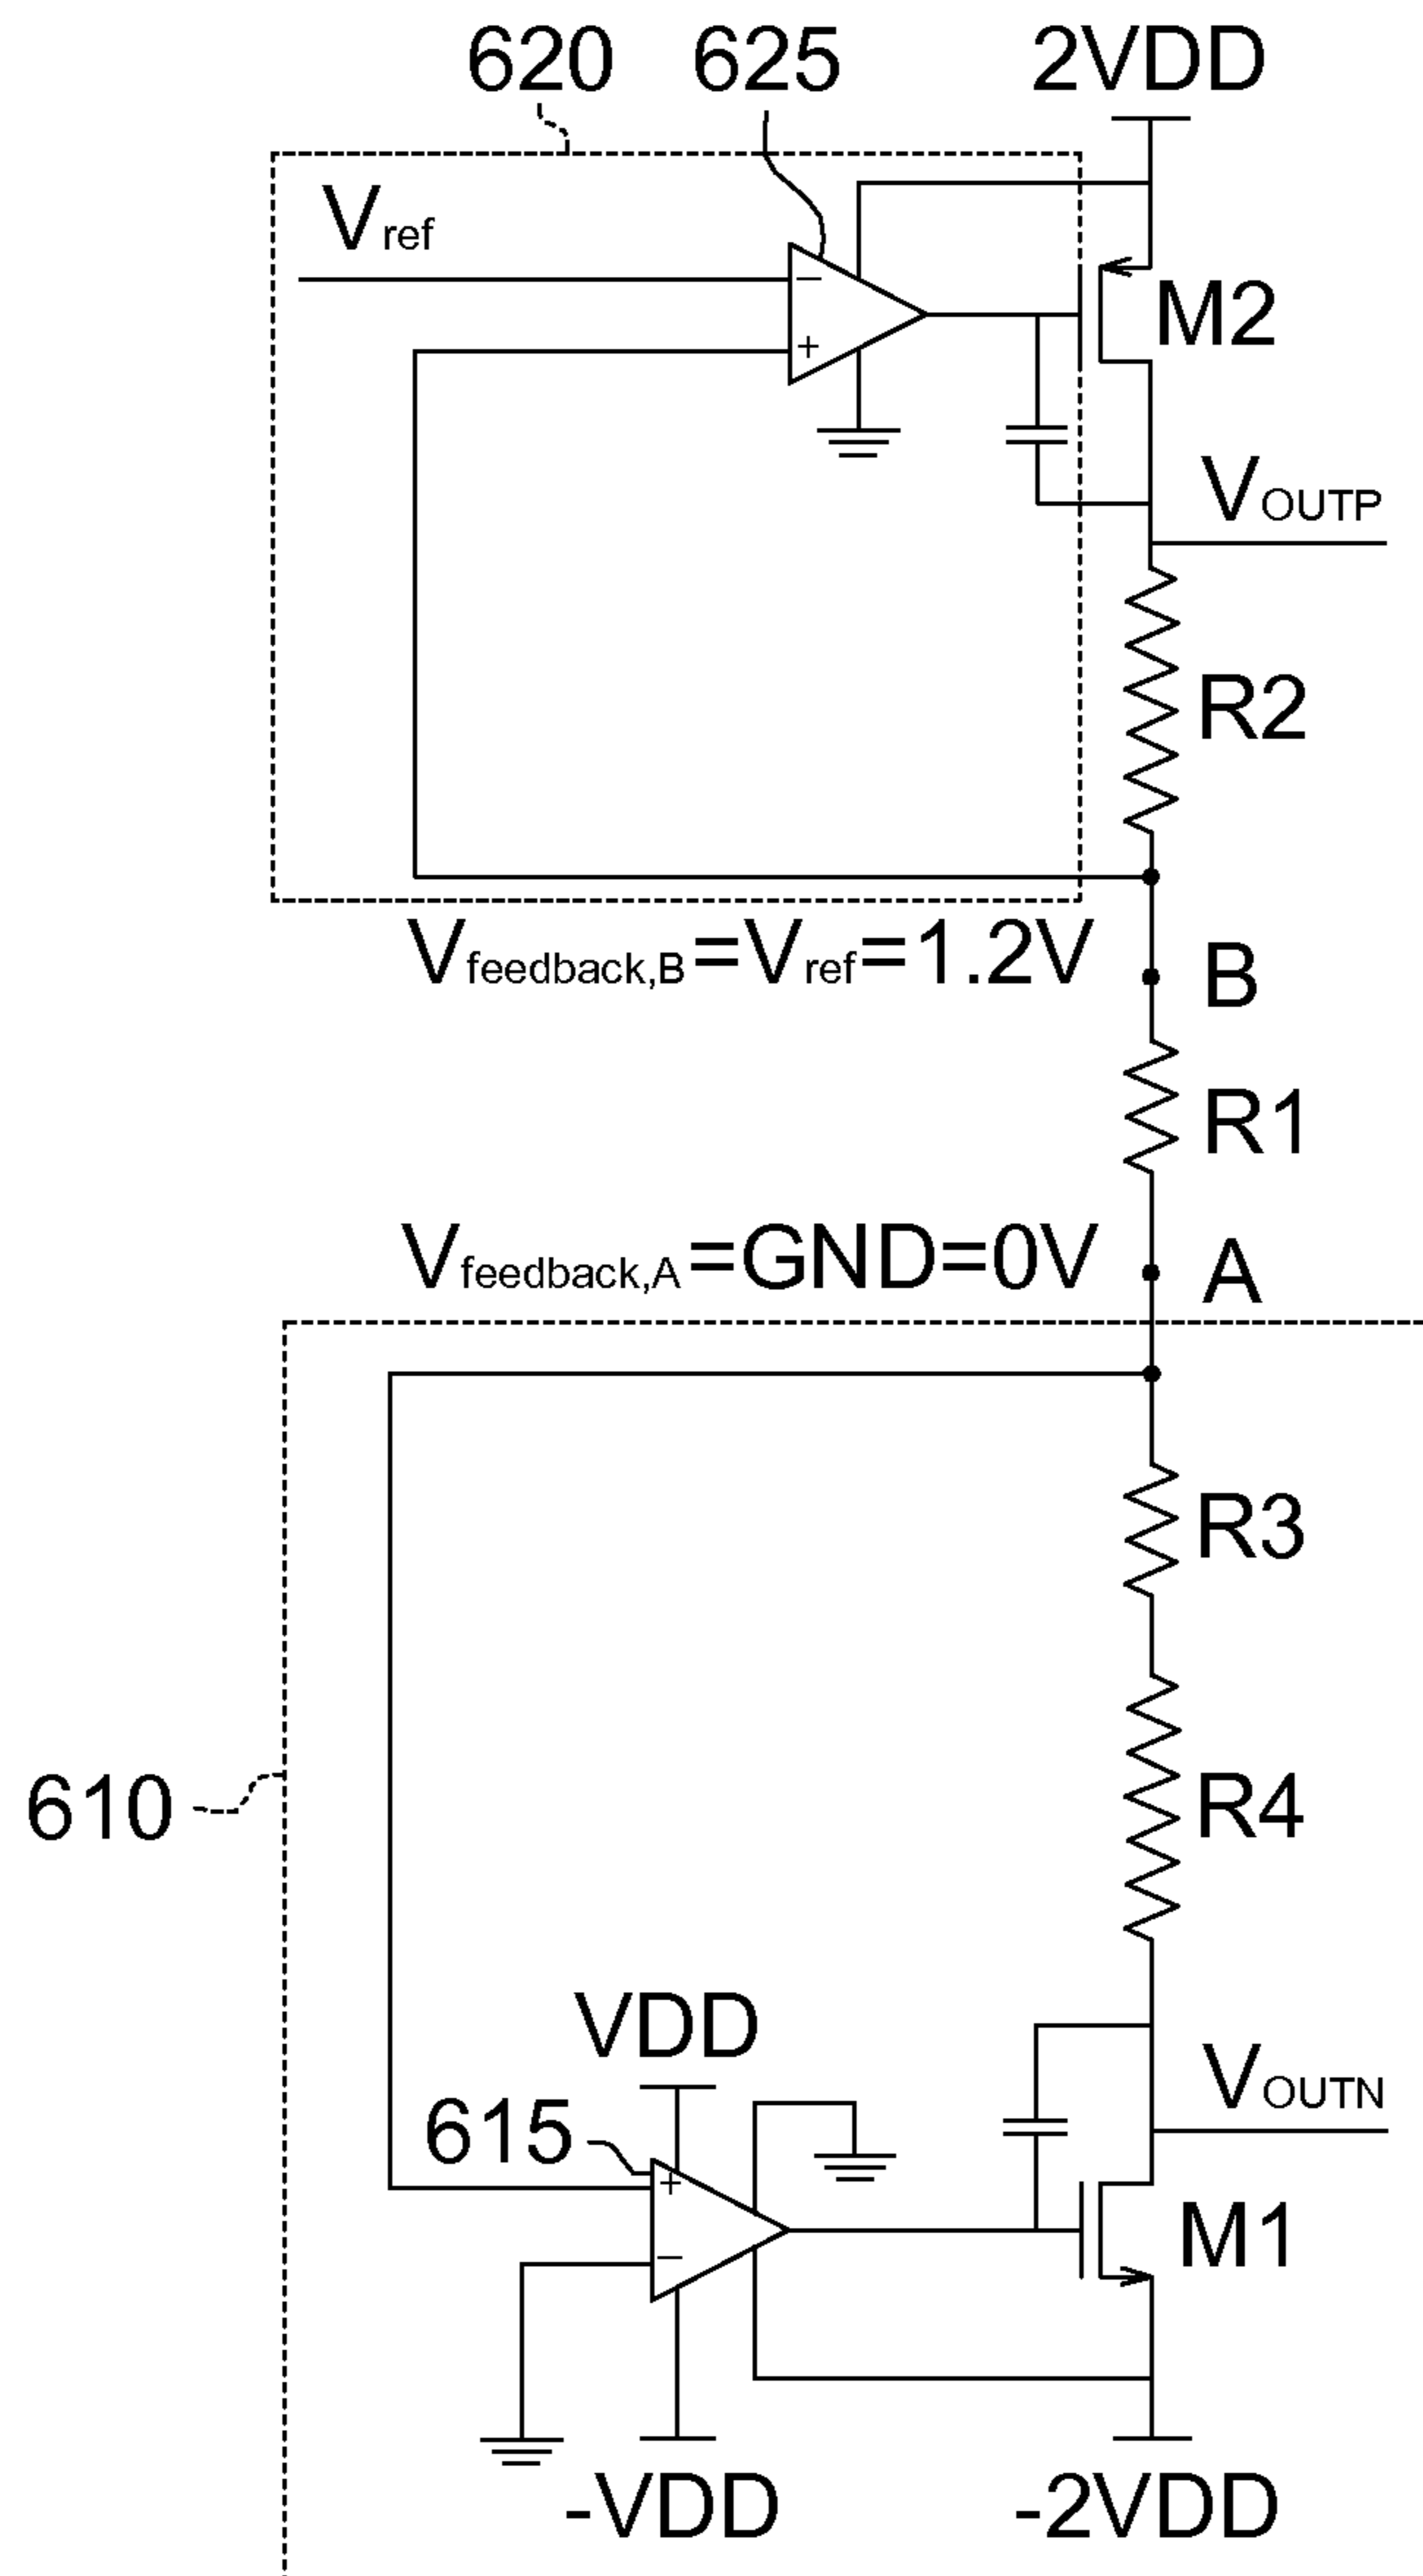 620 625 2VDD
Vref
−
+
M2
VOUTP
R2
Vfeedback,B=Vref=1.2V
B
R1
Vfeedback,A=GND=0V
A
R3
610
R4
VDD
VOUTN
615
+
−
M1
-VDD
-2VDD